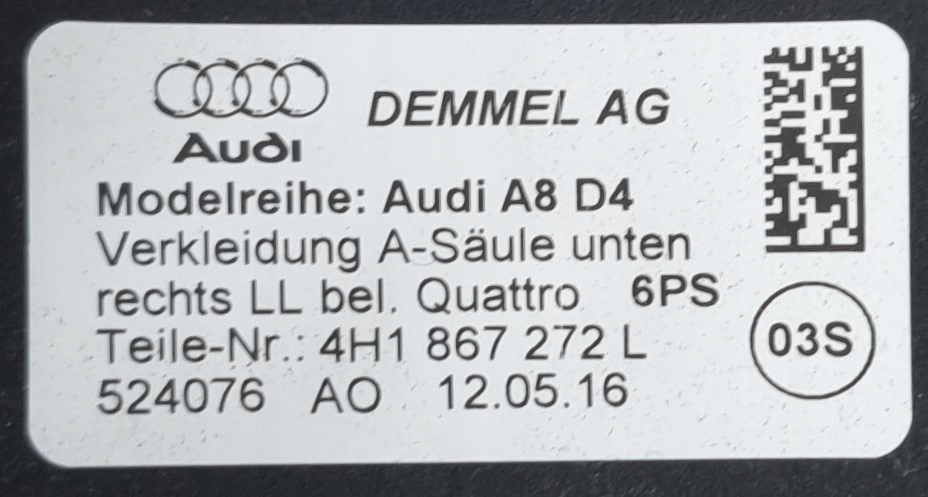 Audi
DEMMEL AG
Modelreihe: Audi A8 D4
Verkleidung A-Säule unten
rechts LL bel. Quattro 6PS
Teile-Nr.: 4H1 867 272 L
03S
524076 AO 12.05.16